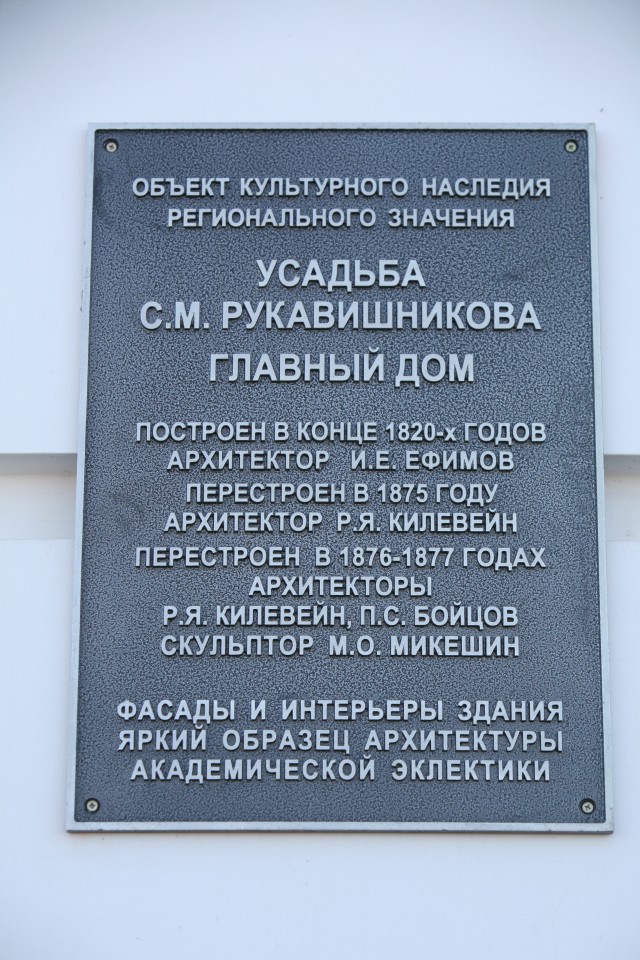 ОБЪЕКТ КУЛЬТУРНОГО НАСЛЕДИЯ
РЕГИОНАЛЬНОГО ЗНАЧЕНИЯ
УСАДЬБА
С.М. РУКАВИШНИКОВА
ГЛАВНЫЙ ДОМ
ПОСТРОЕН В КОНЦЕ 1820-х ГОДОВ
АРХИТЕКТОР И.Е. ЕФИМОВ
ПЕРЕСТРОЕН В 1875 ГОДУ
АРХИТЕКТОР Р.Я. КИЛЕВЕЙН
ПЕРЕСТРОЕН В 1876-1877 ГОДАХ
АРХИТЕКТОРЫ
Р.Я. КИЛЕВЕЙН, П.С. БОЙЦОВ
СКУЛЬПТОР М.О. МИКЕШИН
ФАСАДЫ И ИНТЕРЬЕРЫ ЗДАНИЯ
ЯРКИЙ ОБРАЗЕЦ АРХИТЕКТУРЫ
АКАДЕМИЧЕСКОЙ ЭКЛЕКТИКИ